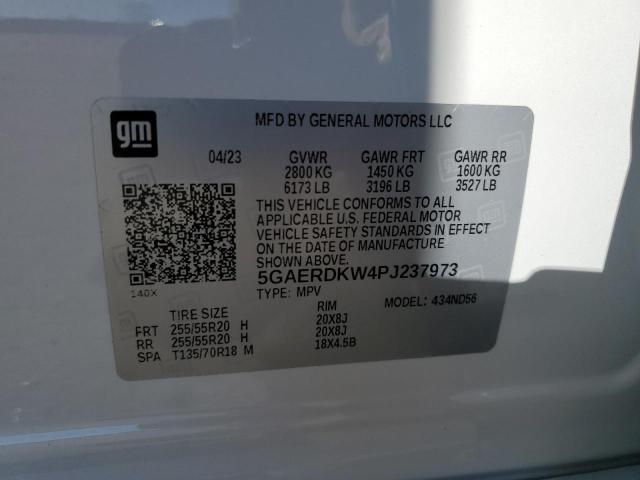 gm
MFD BY GENERAL MOTORS LLC
04/23 GVWR GAWR FRT GAWR RR
2800 KG 1450 KG 1600 KG
6173 LB 3196 LB 3527 LB
THIS VEHICLE CONFORMS TO ALL
APPLICABLE U.S. FEDERAL MOTOR
VEHICLE SAFETY STANDARDS IN EFFECT
ON THE DATE OF MANUFACTURE
SHOWN ABOVE.
5GAERDKW4PJ237973
140X
TYPE: MPV MODEL: 434ND56
TIRE SIZE RIM
FRT 255/55R20 H 20X8J
RR 255/55R20 H 20X8J
SPA T135/70R18 M 18X4.5B